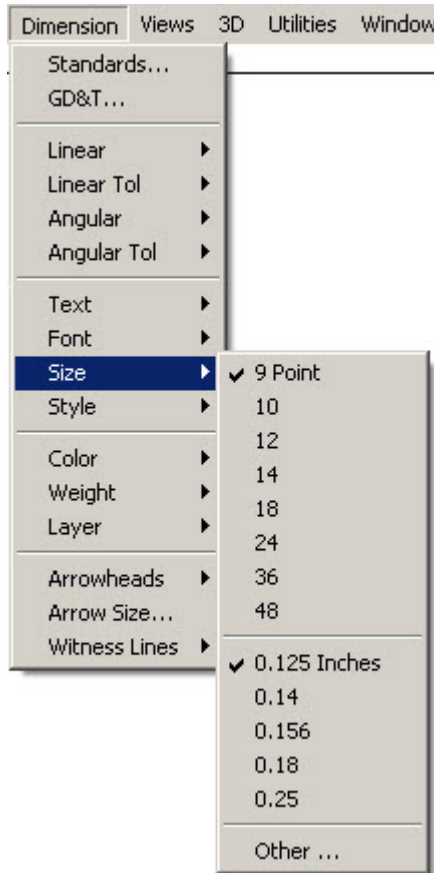 Dimension Views 3D Utilities Window
Standards...
GD&T...
Linear
Linear Tol
Angular
Angular Tol
Text
Font
Size
Style
Color
Weight
Layer
Arrowheads
Arrow Size...
Witness Lines
9 Point
10
12
14
18
24
36
48
0.125 Inches
0.14
0.156
0.18
0.25
Other ...